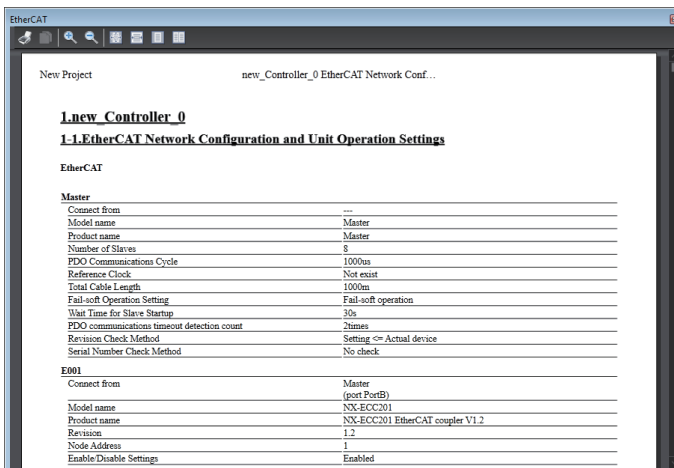 EtherCAT
New Project new_Controller_0 EtherCAT Network Conf…
1.new_Controller_0
1-1.EtherCAT Network Configuration and Unit Operation Settings
EtherCAT
Master
Connect from ---
Model name Master
Product name Master
Number of Slaves 8
PDO Communications Cycle 1000us
Reference Clock Not exist
Total Cable Length 1000m
Fail-soft Operation Setting Fail-soft operation
Wait Time for Slave Startup 30s
PDO communications timeout detection count 2times
Revision Check Method Setting <= Actual device
Serial Number Check Method No check
E001
Connect from Master
(port PortB)
Model name NX-ECC201
Product name NX-ECC201 EtherCAT coupler V1.2
Revision 1.2
Node Address 1
Enable/Disable Settings Enabled